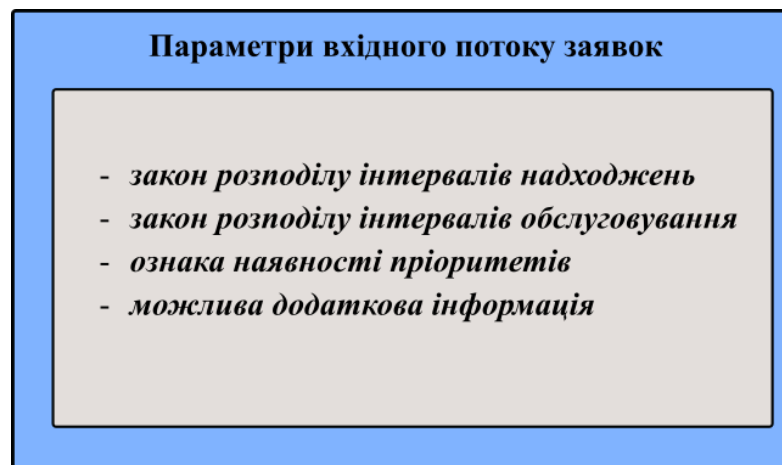 Параметри вхідного потоку заявок
- закон розподілу інтервалів надходжень
- закон розподілу інтервалів обслуговування
- ознака наявності пріоритетів
- можлива додаткова інформація